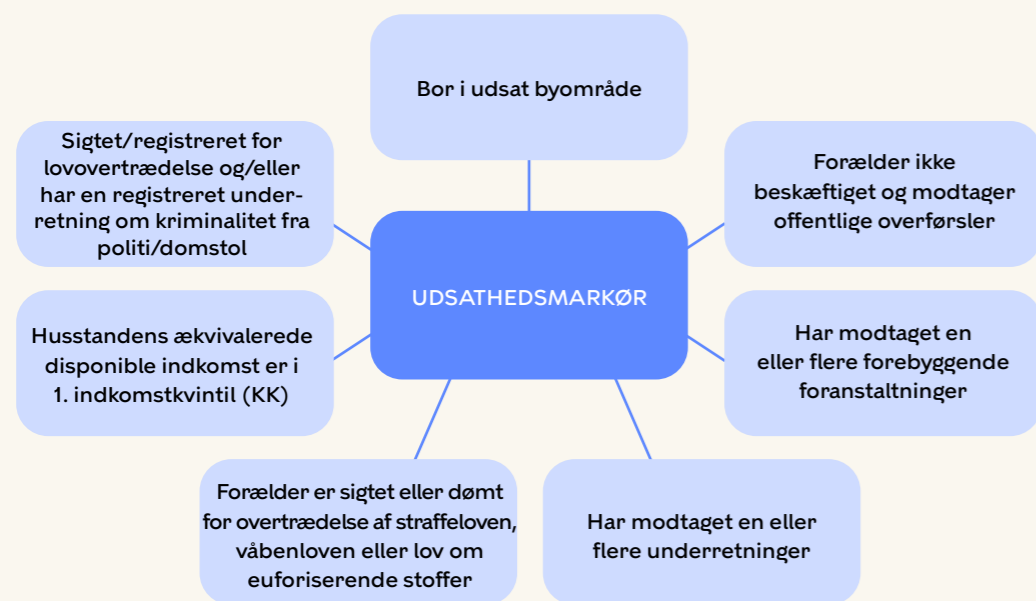 Bor i udsat byområde
Sigtet/registreret for
lovovertrædelse og/eller
har en registreret under-
retning om kriminalitet fra
politi/domstol
Forælder ikke
beskæftiget og modtager
offentlige overførsler
UDSATHEDSMARKØR
Husstandens ækvivalerede
disponible indkomst er i
1. indkomstkvintil (KK)
Har modtaget en
eller flere forebyggende
foranstaltninger
Forælder er sigtet eller dømt
for overtrædelse af straffeloven,
våbenloven eller lov om
euforiserende stoffer
Har modtaget en eller
flere underretninger